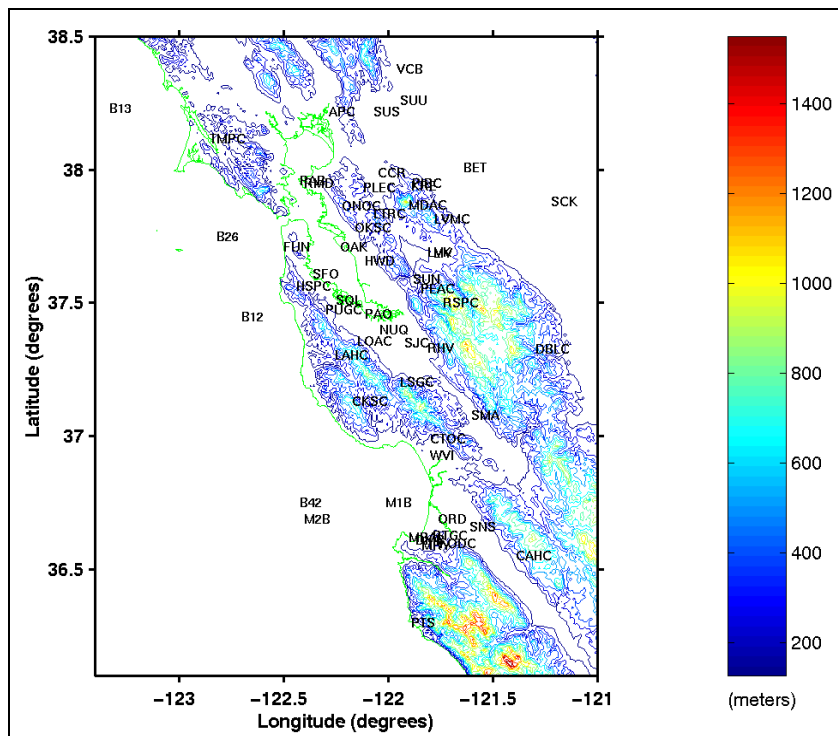 38.5
VCB
1400
SUU
B13
APC
SUS
TMPC
1200
38
CCR
BET
PLEC
SCK
ONOC
MDAC
LTRC
LVMC
OKSC
B26
FUN
OAK
1000
HWD
SFO
SUN
HSPC
PEAC
37.5
SQL
RSPC
PUGC
PAO
B12
NUQ
800
LOAC
SJC
RHV
DBLC
LAHC
LSGC
CKSC
SMA
37
CTOC
600
WVI
B42
M1B
M2B
ORD
SNS
CAHC
36.5
400
PTS
200
−123
−122.5
−122
−121.5
−121
(meters)
Longitude (degrees)
Latitude (degrees)